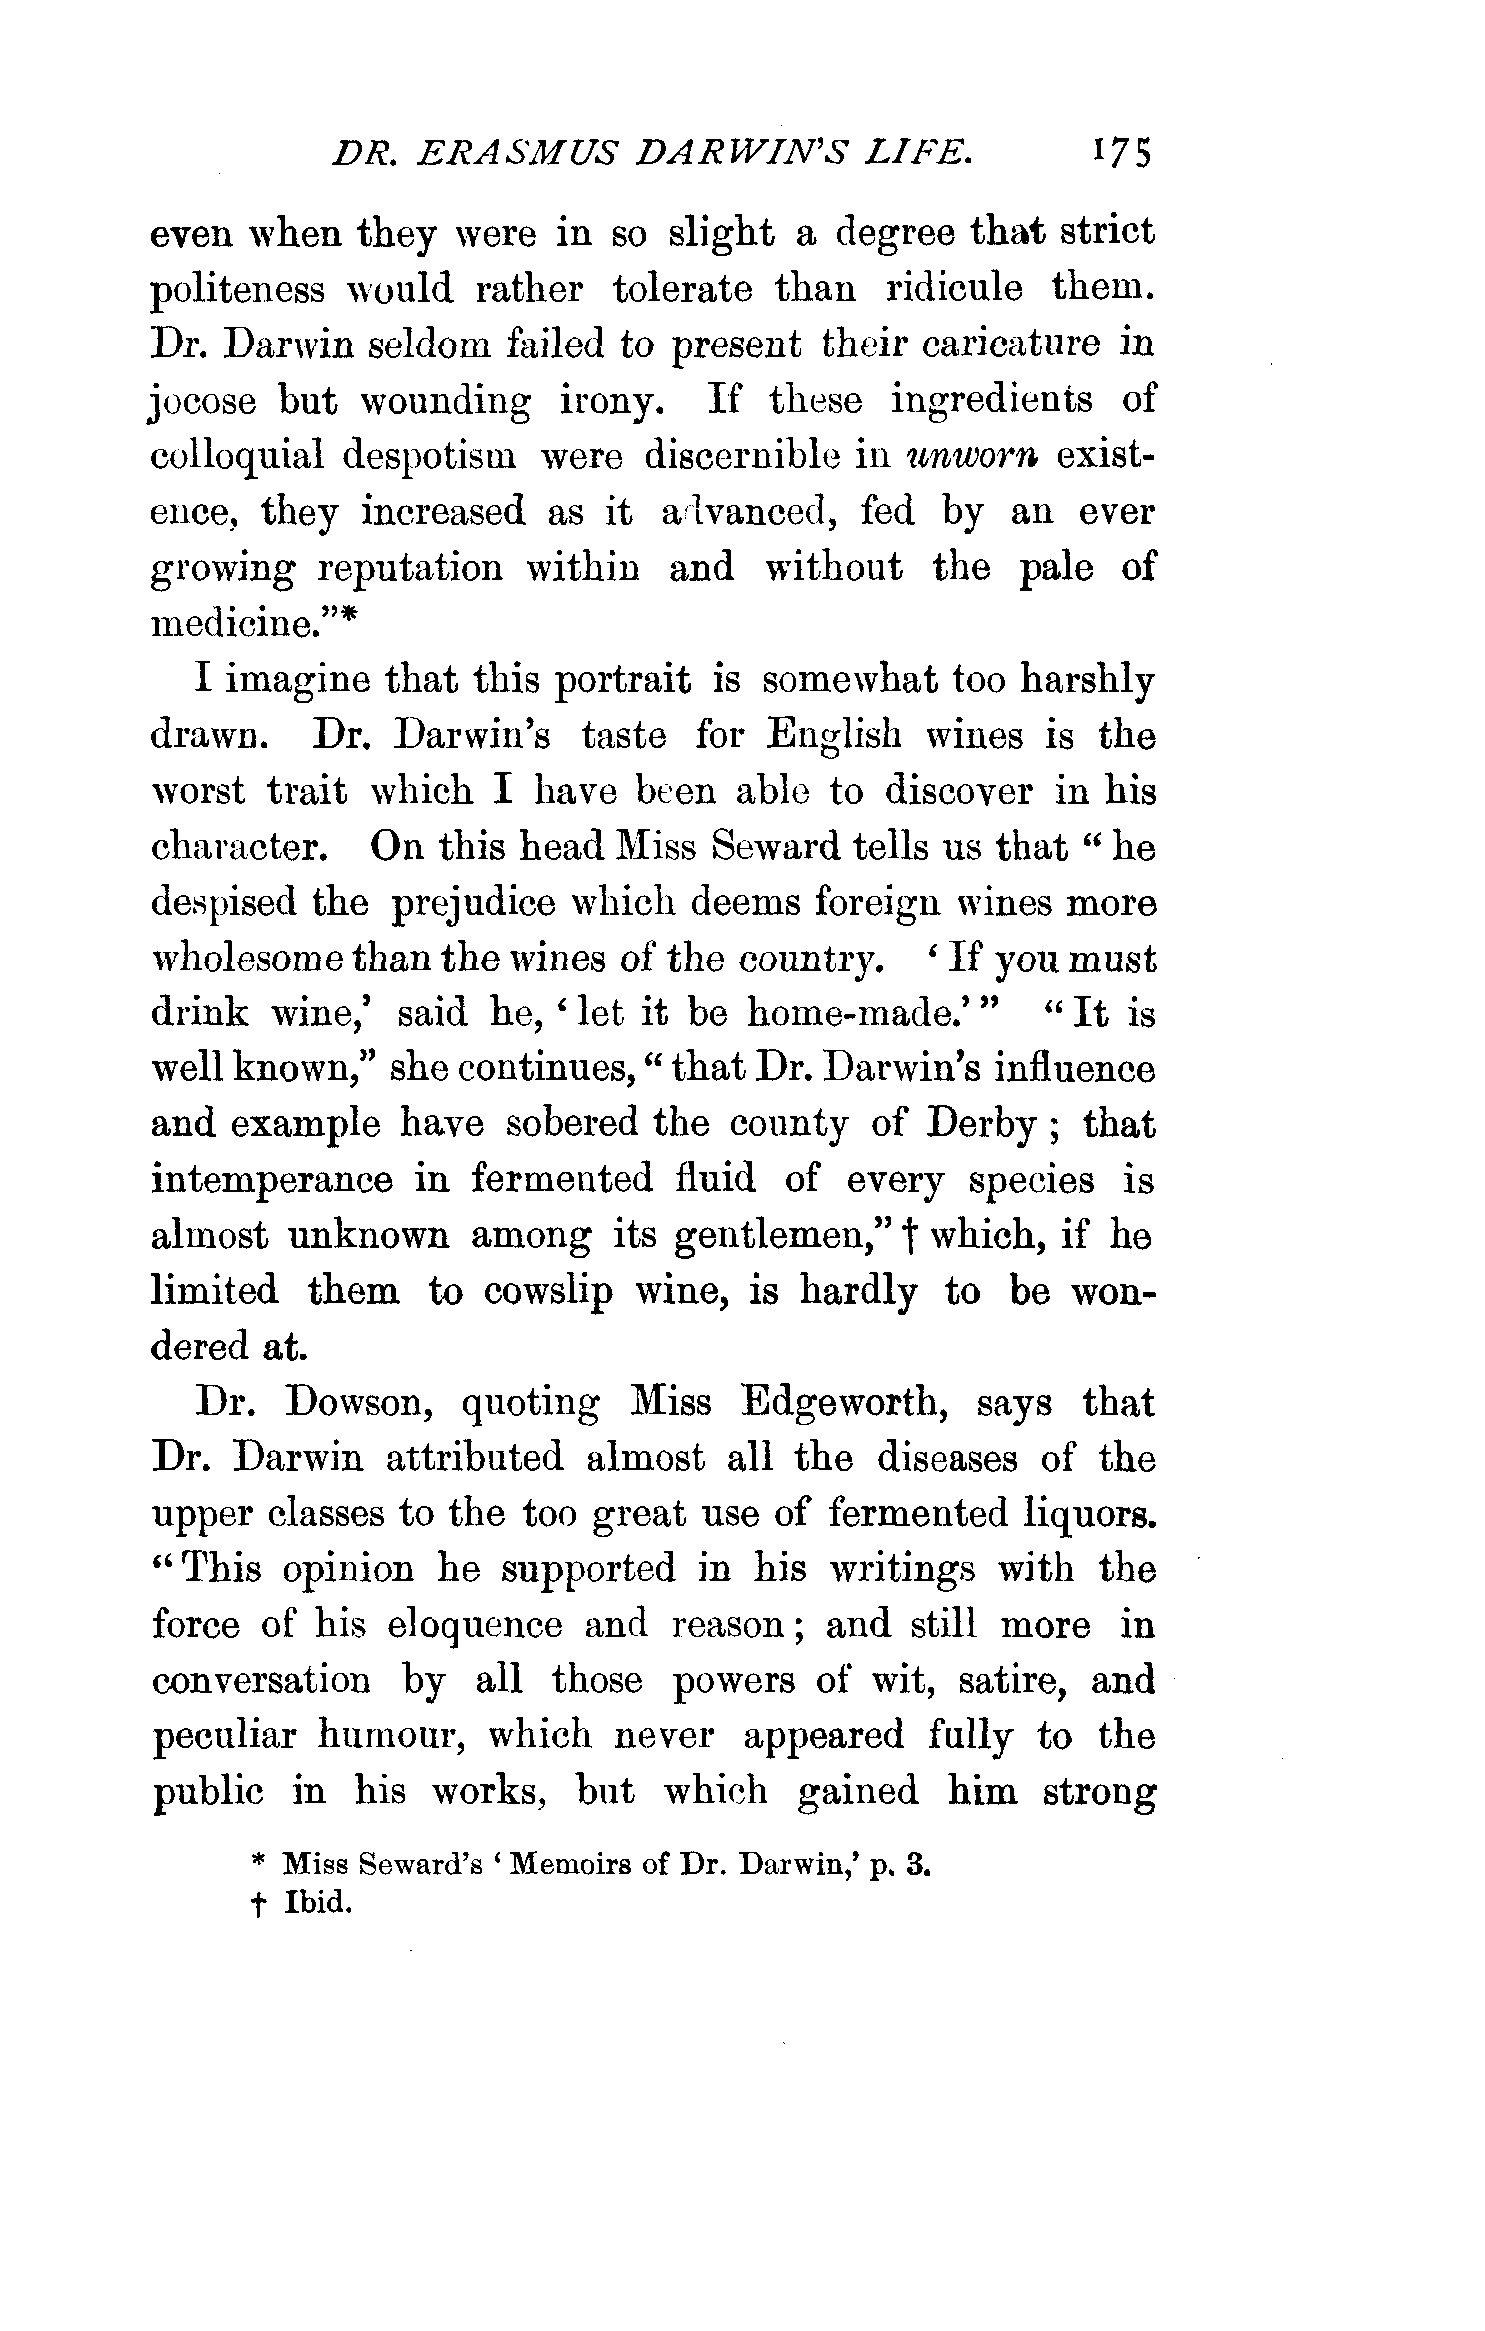 DR. ERASMUS DARWIN'S LIFE. 175
even when they were in so slight a degree that strict
politeness would rather tolerate than ridicule them.
Dr. Darwin seldom failed to present their caricature in
jocose but wounding irony. If these ingredients of
colloquial despotism were discernible in unworn exist-
ence, they increased as it advanced, fed by an ever
growing reputation within and without the pale of
medicine."*
I imagine that this portrait is somewhat too harshly
drawn. Dr. Darwin's taste for English wines is the
worst trait which I have been able to discover in his
character. On this head Miss Seward tells us that “he
despised the prejudice which deems foreign wines more
wholesome than the wines of the country. ‘If you must
drink wine,’ said he, ‘let it be home-made.’” “It is
well known,” she continues, “that Dr. Darwin's influence
and example have sobered the county of Derby; that
intemperance in fermented fluid of every species is
almost unknown among its gentlemen,”† which, if he
limited them to cowslip wine, is hardly to be won-
dered at.
Dr. Dowson, quoting Miss Edgeworth, says that
Dr. Darwin attributed almost all the diseases of the
upper classes to the too great use of fermented liquors.
“This opinion he supported in his writings with the
force of his eloquence and reason; and still more in
conversation by all those powers of wit, satire, and
peculiar humour, which never appeared fully to the
public in his works, but which gained him strong
* Miss Seward's ‘Memoirs of Dr. Darwin,’ p. 3.
† Ibid.